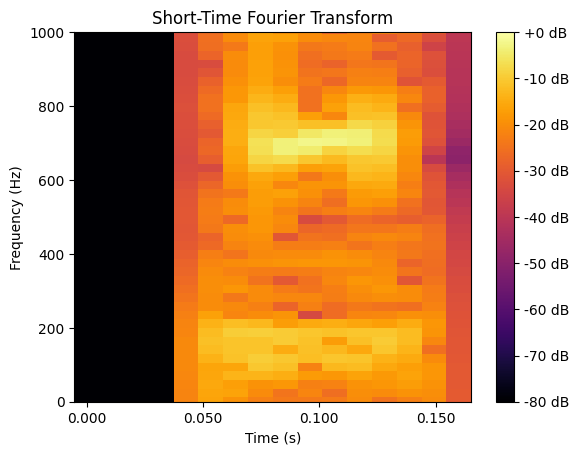 Short-Time Fourier Transform
1000
800
600
400
200
0
Frequency (Hz)
0.000
0.050
0.100
0.150
Time (s)
+0 dB
-10 dB
-20 dB
-30 dB
-40 dB
-50 dB
-60 dB
-70 dB
-80 dB